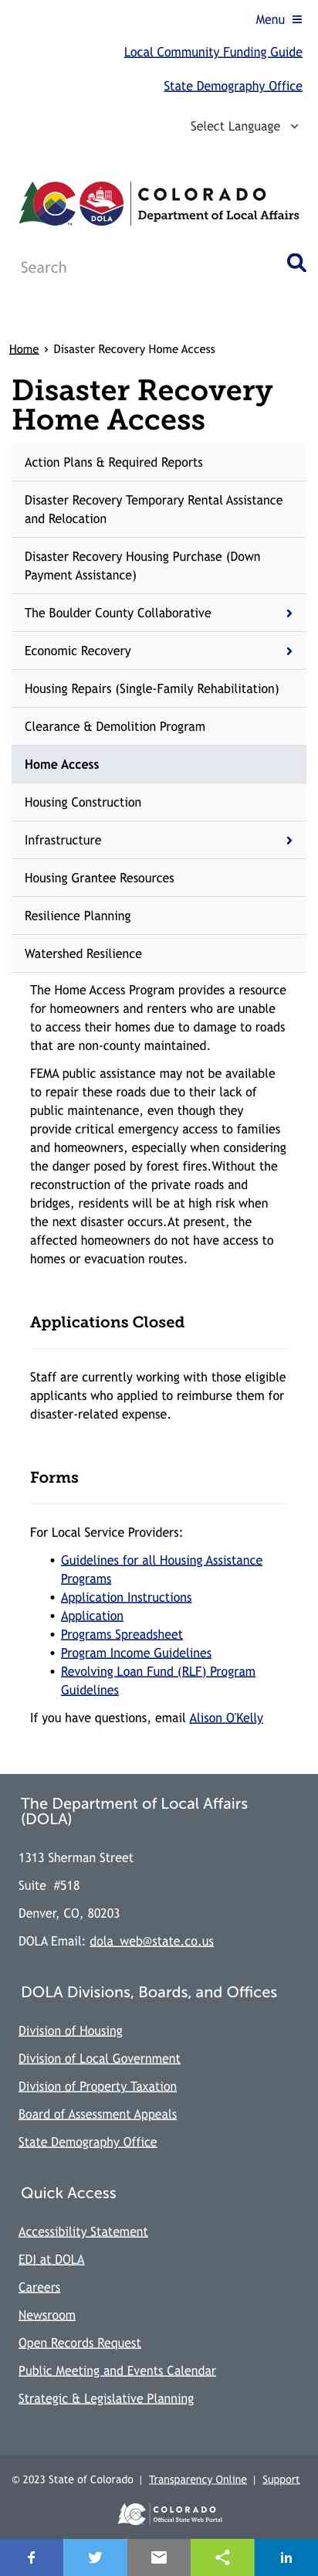 Menu
Local Community Funding Guide
State Demography Office
Select Language
DOLA
COLORADO
Department of Local Affairs
Search
Home > Disaster Recovery Home Access
Disaster Recovery
Home Access
Action Plans & Required Reports
Disaster Recovery Temporary Rental Assistance
and Relocation
Disaster Recovery Housing Purchase (Down
Payment Assistance)
The Boulder County Collaborative
Economic Recovery
Housing Repairs (Single-Family Rehabilitation)
Clearance & Demolition Program
Home Access
Housing Construction
Infrastructure
Housing Grantee Resources
Resilience Planning
Watershed Resilience
The Home Access Program provides a resource
for homeowners and renters who are unable
to access their homes due to damage to roads
that are non-county maintained.
FEMA public assistance may not be available
to repair these roads due to their lack of
public maintenance, even though they
provide critical emergency access to families
and homeowners, especially when considering
the danger posed by forest fires.Without the
reconstruction of the private roads and
bridges, residents will be at high risk when
the next disaster occurs.At present, the
affected homeowners do not have access to
homes or evacuation routes.
Applications Closed
Staff are currently working with those eligible
applicants who applied to reimburse them for
disaster-related expense.
Forms
For Local Service Providers:
• Guidelines for all Housing Assistance
Programs
• Application Instructions
• Application
• Programs Spreadsheet
• Program Income Guidelines
• Revolving Loan Fund (RLF) Program
Guidelines
If you have questions, email Alison O'Kelly
The Department of Local Affairs
(DOLA)
1313 Sherman Street
Suite #518
Denver, CO, 80203
DOLA Email: dola_web@state.co.us
DOLA Divisions, Boards, and Offices
Division of Housing
Division of Local Government
Division of Property Taxation
Board of Assessment Appeals
State Demography Office
Quick Access
Accessibility Statement
EDI at DOLA
Careers
Newsroom
Open Records Request
Public Meeting and Events Calendar
Strategic & Legislative Planning
© 2023 State of Colorado | Transparency Online | Support
COLORADO
Official State Web Portal